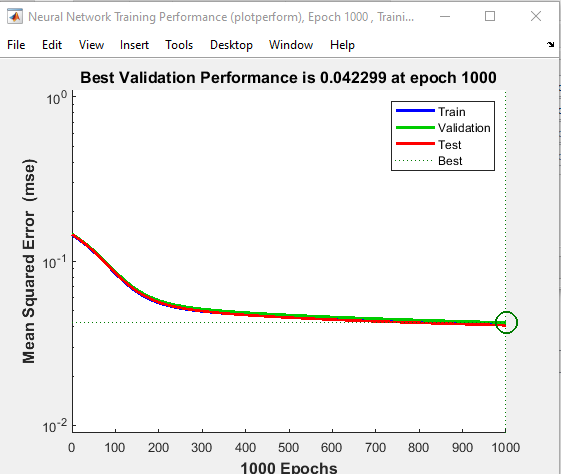 Neural Network Training Performance (plotperform), Epoch 1000 , Traini...
File Edit View Insert Tools Desktop Window Help
Best Validation Performance is 0.042299 at epoch 1000
Train
Validation
Test
Best
Mean Squared Error (mse)
10^0
10^-1
10^-2
0 100 200 300 400 500 600 700 800 900 1000
1000 Epochs